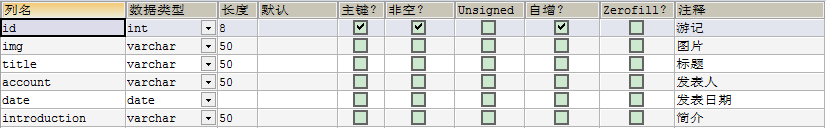 列名 数据类型 长度 默认 主键? 非空? Unsigned 自增? Zerofill? 注释
id int 8 游记
img varchar 50 图片
title varchar 50 标题
account varchar 50 发表人
date date 发表日期
introduction varchar 50 简介